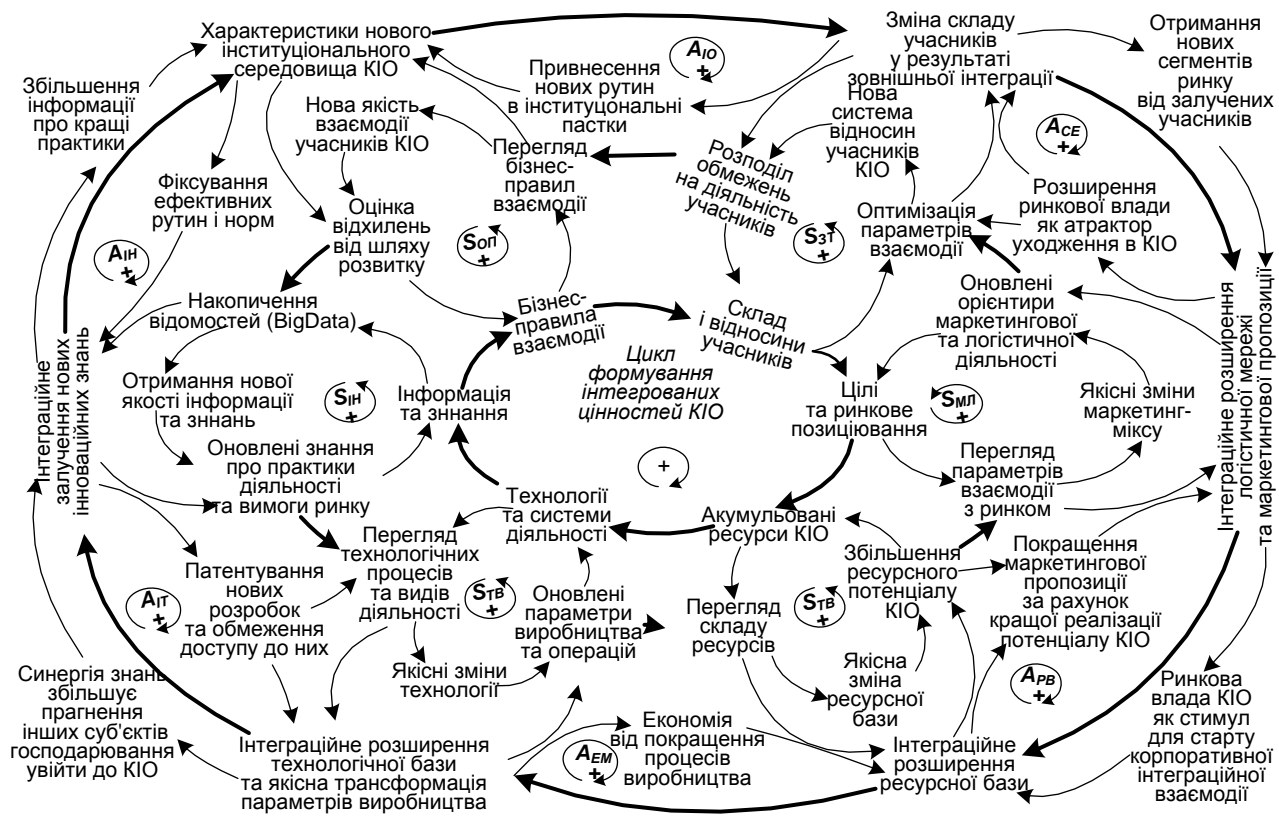 Характеристики нового
інституціонального
середовища КІО
Зміна складу
учасників
у результаті
зовнішньої інтеграції
Отримання
нових
сегментів
ринку
від залучених
учасників
Збільшення
інформації
про кращі
практики
AІО
+
Привнесення
нових рутин
в інституціональні
пастки
Нова якість
взаємодії
учасників КІО
Нова
система
відносин
учасників
КІО
AСЕ
+
Перегляд
бізнес-
правил
взаємодії
Розподіл
обмежень
на діяльність
учасників
Фіксування
ефективних
рутин і норм
Розширення
ринкової влади
як атрактор
уходження в КІО
Оцінка
відхилень
від шляху
розвитку
Оптимізація
параметрів
взаємодії
AІН
+
SОП
+
SЗТ
+
Накопичення
відомостей (BigData)
Бізнес-
правила
взаємодії
Склад
і відносини
учасників
Оновлені
орієнтири
маркетингової
та логістичної
діяльності
Інтеграційне
залучення нових
інноваційних знань
Інтеграційне розширення
логістичної мережі
та маркетингової пропозиції
Цикл
формування
інтегрованих
цінностей КІО
Отримання нової
якості інформації
та зннань
SІН
+
Інформація
та зннання
Цілі
та ринкове
позиціювання
SМЛ
+
Якісні зміни
маркетинг-
міксу
Оновлені знання
про практики
діяльності
та вимоги ринку
+
Перегляд
параметрів
взаємодії
з ринком
Технології
та системи
діяльності
Акумульовані
ресурси КІО
Перегляд
технологічних
процесів
та видів
діяльності
Збільшення
ресурсного
потенціалу
КІО
Покращення
маркетингової
пропозиції
за рахунок
кращої реалізації
потенціалу КІО
Патентування
нових
розробок
та обмеження
доступу до них
AІТ
+
SТВ
+
Оновлені
параметри
виробництва
та операцій
Перегляд
складу
ресурсів
SТВ
+
Якісні зміни
технології
Якісна
зміна
ресурсної
бази
AРВ
+
Синергія знань
збільшує
прагнення
інших суб'єктів
господарювання
увійти до КІО
Ринкова
влада КІО
як стимул
для старту
корпоративної
інтеграційної
взаємодії
Інтеграційне розширення
технологічної бази
та якісна трансформація
параметрів виробництва
AЕМ
+
Економія
від покращення
процесів
виробництва
Інтеграційне
розширення
ресурсної бази